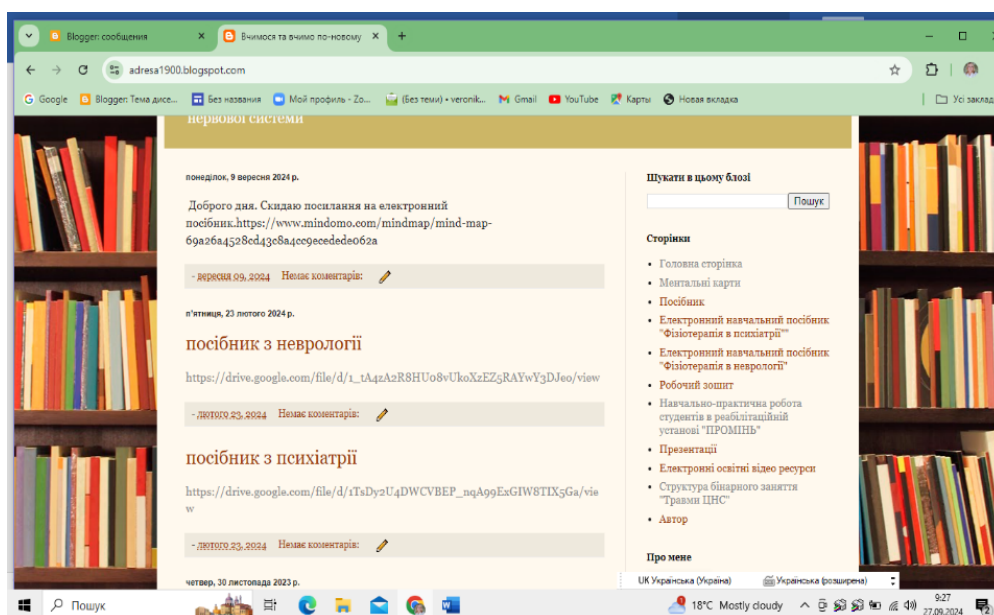 Blogger: сообщения
Вчимося та вчимо по-новому
adresa1900.blogspot.com
Google
Blogger: Тема дисе...
Без названия
Мой профиль - Zo...
(Без теми) • veronik...
Gmail
YouTube
Карты
Новая вкладка
Усі заклад
нервової системи
понеділок, 9 вересня 2024 р.
Доброго дня. Скидаю посилання на електронний
посібник.https://www.mindomo.com/mindmap/mind-map-
69a26a4528cd43c8a4cc9ecedede062a
- вересня 09, 2024 Немає коментарів:
п'ятниця, 23 лютого 2024 р.
посібник з неврології
https://drive.google.com/file/d/1_tA4zA2R8HU08vUkoXzEZ5RAYwY3DJeo/view
- лютого 23, 2024 Немає коментарів:
посібник з психіатрії
https://drive.google.com/file/d/1TsDy2U4DWCVBEP_nqA99ExGIW8TIX5Ga/vie
w
- лютого 23, 2024 Немає коментарів:
четвер, 30 листопада 2023 р.
Шукати в цьому блозі
Пошук
Сторінки
Головна сторінка
Ментальні карти
Посібник
Електронний навчальний посібник
"Фізіотерапія в психіатрії""
Електронний навчальний посібник
"Фізіотерапія в неврології"
Робочий зошит
Навчально-практична робота
студентів в реабілітаційній
установі "ПРОМІНЬ"
Презентації
Електронні освітні відео ресурси
Структура бінарного заняття
"Травми ЦНС"
Автор
Про мене
UK Українська (Україна)
Українська (розширена)
Пошук
18°C Mostly cloudy
9:27
27.09.2024